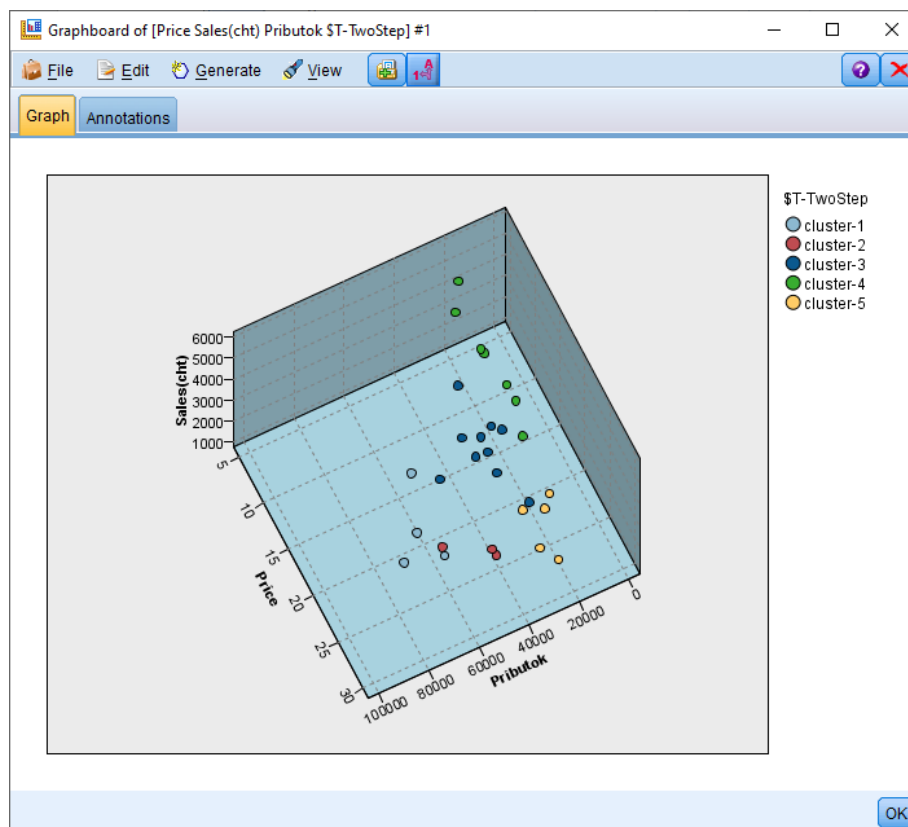 Graphboard of [Price Sales(cht) Pributok $T-TwoStep] #1
File Edit Generate View
Graph Annotations
$T-TwoStep
cluster-1
cluster-2
cluster-3
cluster-4
cluster-5
Sales(cht)
6000
5000
4000
3000
2000
1000
Price
5
10
15
20
25
30
100000 80000 60000 40000 20000 0
Pributok
OK